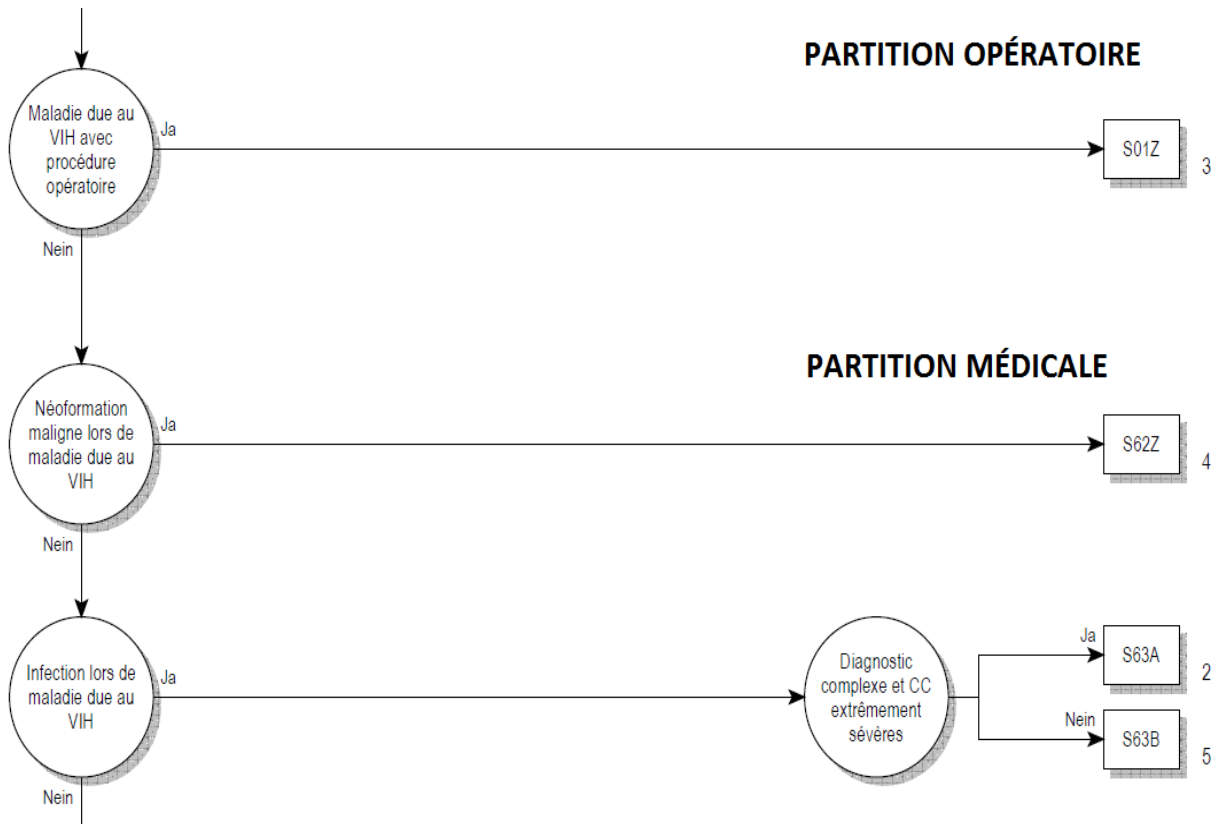 PARTITION OPÉRATOIRE
Maladie due au
VIH avec
procédure
opératoire
Ja
S01Z
3
Nein
PARTITION MÉDICALE
Néoformation
maligne lors de
maladie due au
VIH
Ja
S62Z
4
Nein
Infection lors de
maladie due au
VIH
Ja
Diagnostic
complexe et CC
extrêmement
sévères
Ja
S63A
2
Nein
S63B
5
Nein